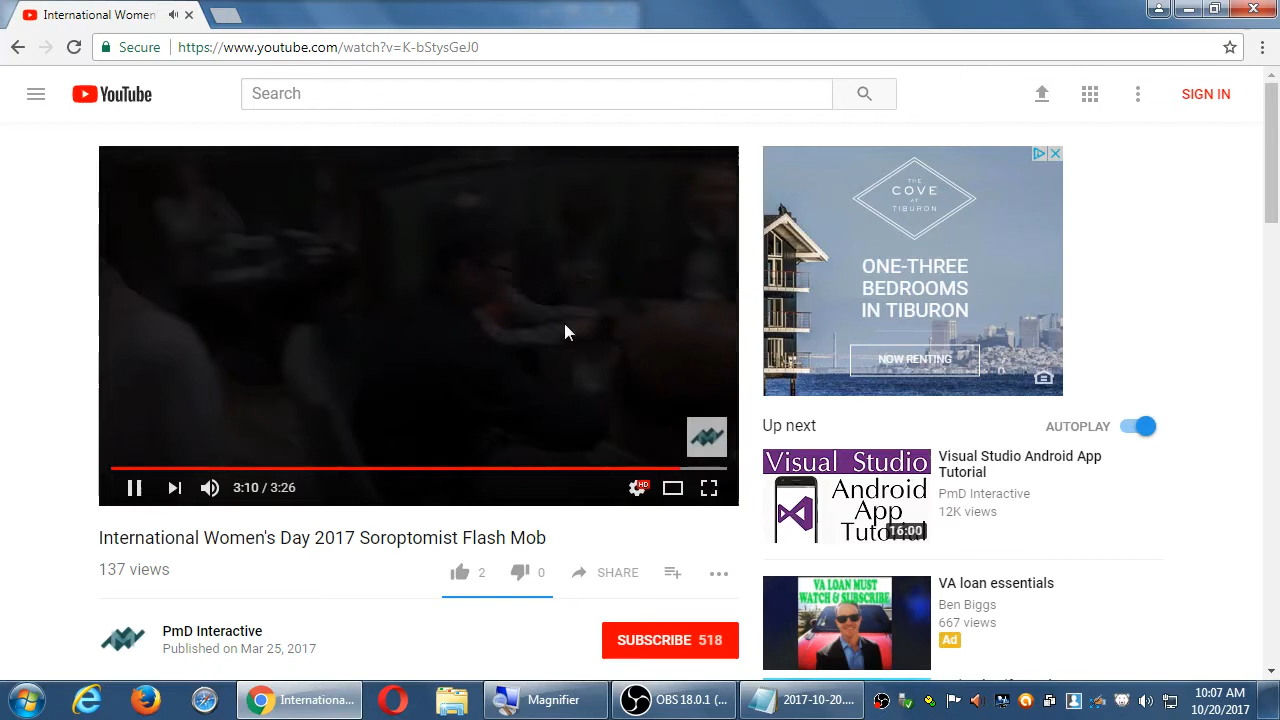 International Women
Secure
https://www.youtube.com/watch?v=K-bStysGeJ0
YouTube
Search
SIGN IN
THE
COVE
AT
TIBURON
ONE-THREE
BEDROOMS
IN TIBURON
NOW RENTING
3:10 / 3:26
HD
Up next
AUTOPLAY
Visual Studio
Android
App
Tutorial
16:00
Visual Studio Android App
Tutorial
PmD Interactive
12K views
International Women's Day 2017 Soroptomist Flash Mob
137 views
2
0
SHARE
VA LOAN MUST
WATCH & SUBSCRIBE
VA loan essentials
Ben Biggs
667 views
Ad
PmD Interactive
Published on Mar 25, 2017
SUBSCRIBE 518
Internationa...
Magnifier
OBS 18.0.1 (...
2017-10-20....
10:07 AM
10/20/2017